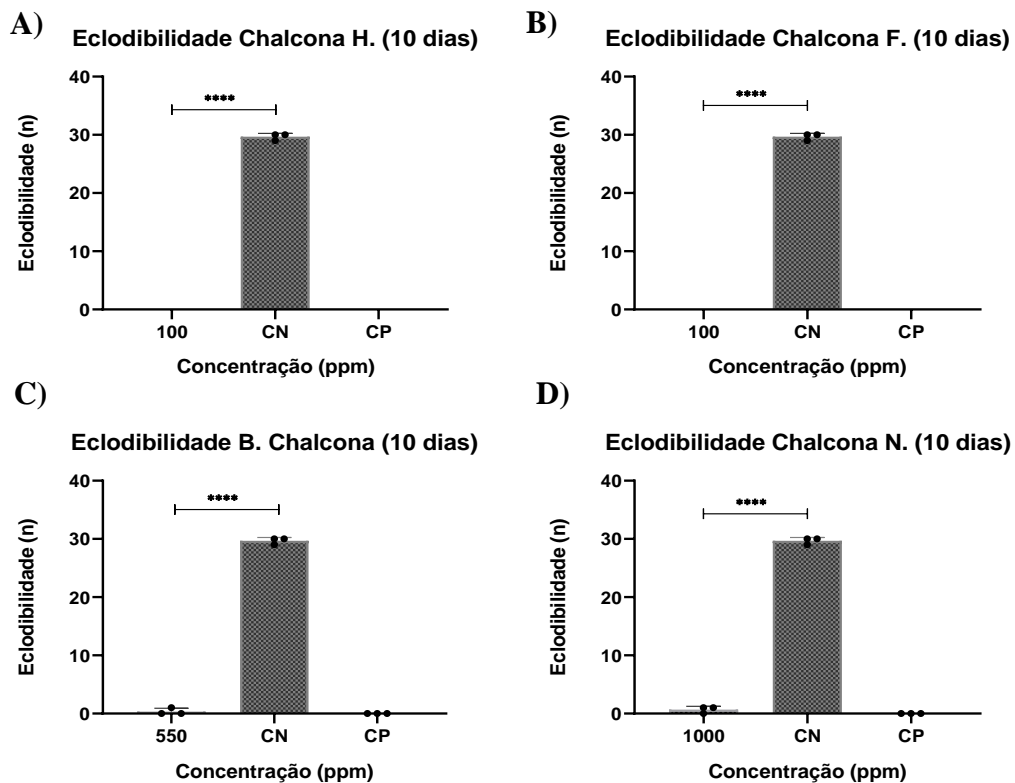 A)
Eclodibilidade Chalcona H. (10 dias)
****
40
30
20
10
0
Eclodibilidade (n)
100 CN CP
Concentração (ppm)
B)
Eclodibilidade Chalcona F. (10 dias)
****
40
30
20
10
0
Eclodibilidade (n)
100 CN CP
Concentração (ppm)
C)
Eclodibilidade B. Chalcona (10 dias)
****
40
30
20
10
0
Eclodibilidade (n)
550 CN CP
Concentração (ppm)
D)
Eclodibilidade Chalcona N. (10 dias)
****
40
30
20
10
0
Eclodibilidade (n)
1000 CN CP
Concentração (ppm)